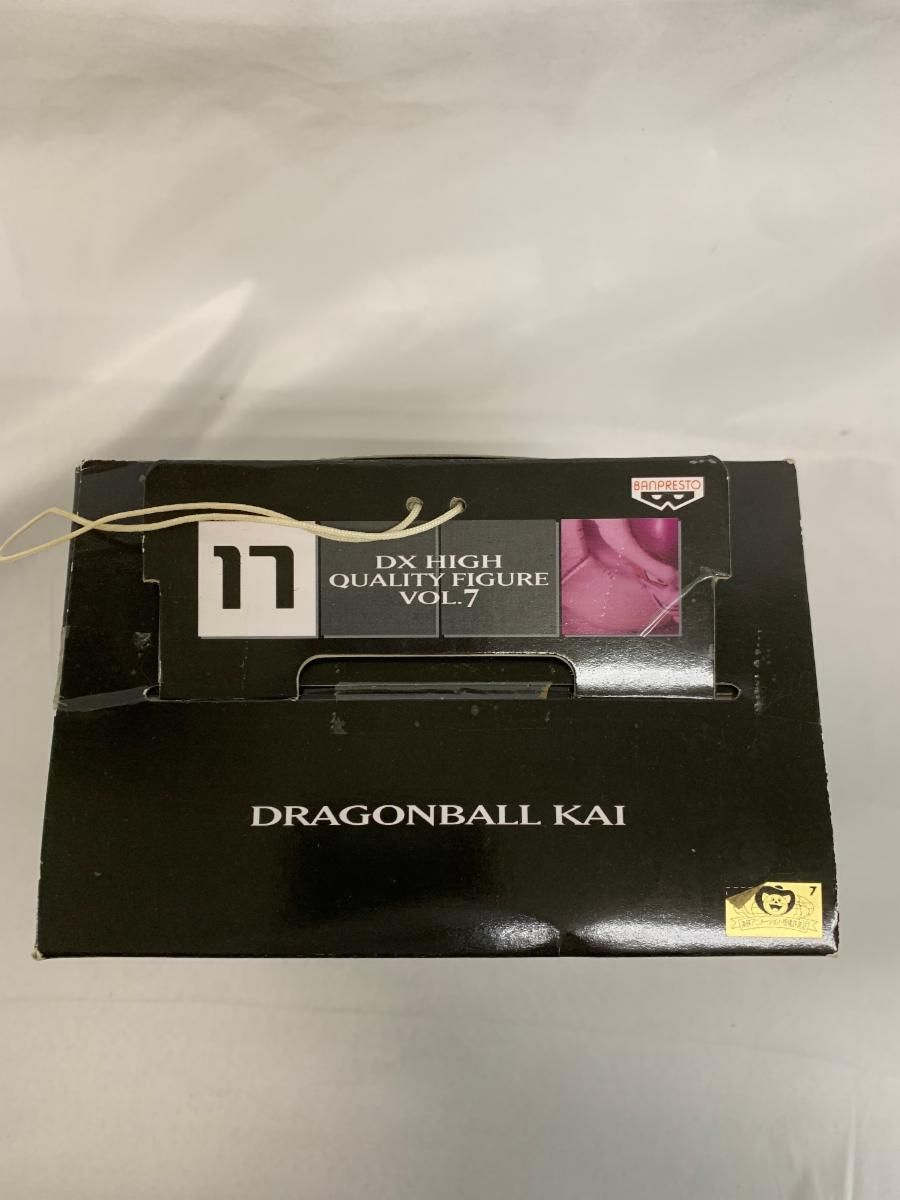 BANPRESTO
17
DX HIGH
QUALITY FIGURE
VOL.7
DRAGONBALL KAI
7